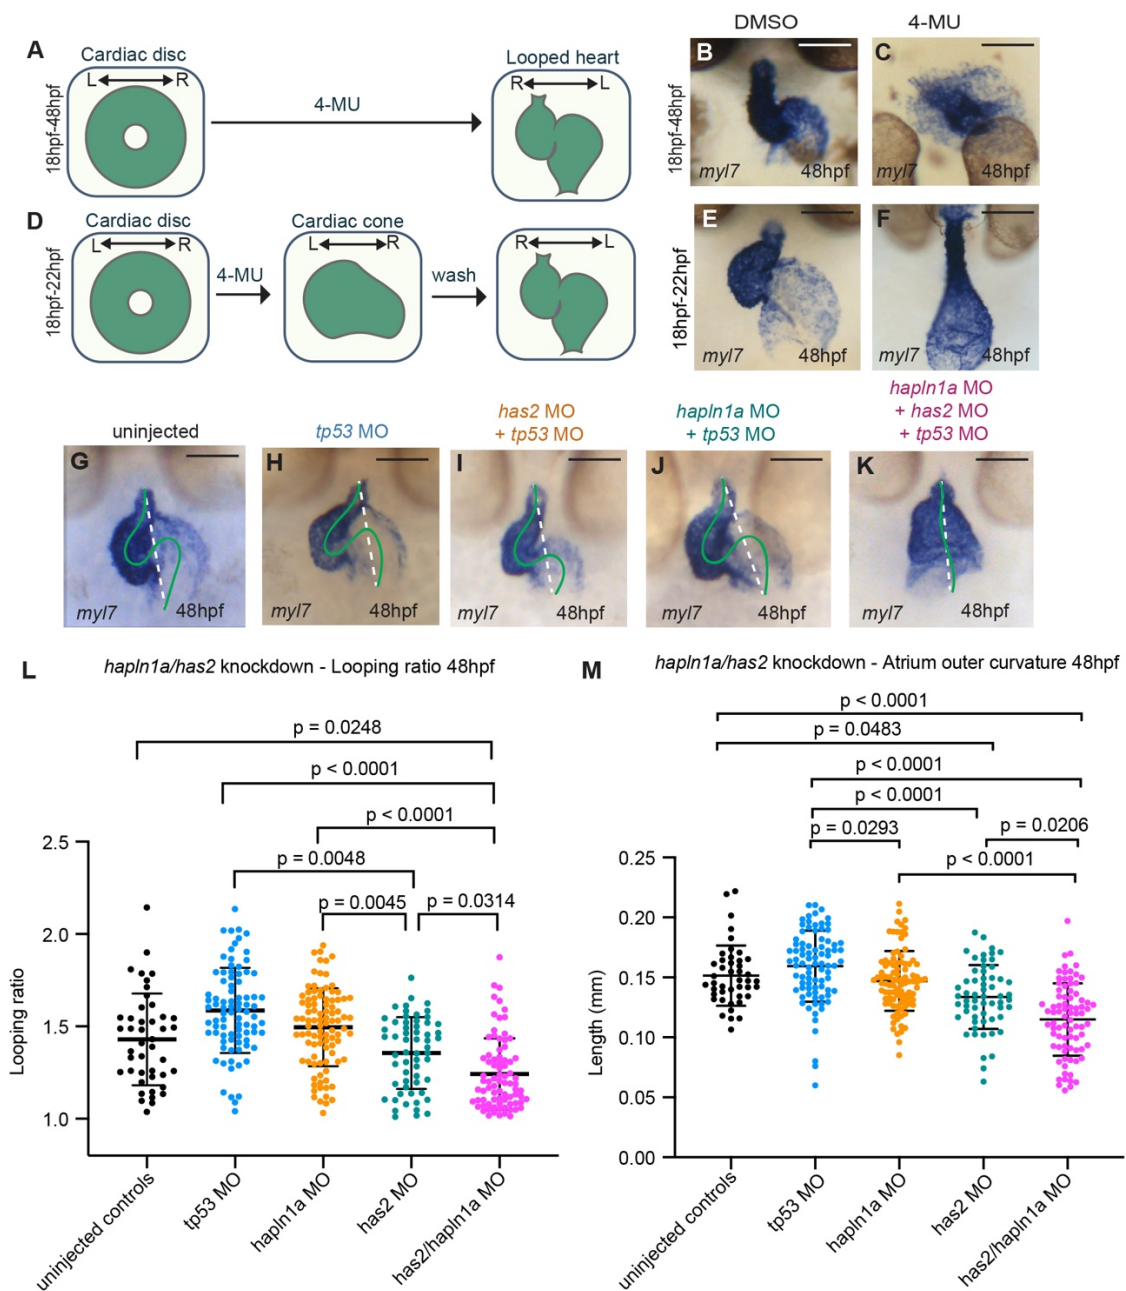 DMSO
4-MU
A
Cardiac disc
L R
4-MU
Looped heart
R L
18hpf-48hpf
18hpf-48hpf
B
myl7 48hpf
C
myl7 48hpf
D
Cardiac disc
L R
4-MU
Cardiac cone
L R
wash
R L
18hpf-22hpf
18hpf-22hpf
E
myl7 48hpf
F
myl7 48hpf
uninjected
G
myl7 48hpf
tp53 MO
H
48hpf
has2 MO
+ tp53 MO
I
myl7 48hpf
hapln1a MO
+ tp53 MO
J
myl7 48hpf
hapln1a MO
+ has2 MO
+ tp53 MO
K
myl7 48hpf
L
hapln1a/has2 knockdown - Looping ratio 48hpf
p = 0.0248
p < 0.0001
p < 0.0001
p = 0.0048
p = 0.0045
p = 0.0314
Looping ratio
2.5
2.0
1.5
1.0
uninjected controls
tp53 MO
hapln1a MO
has2 MO
has2/hapln1a MO
M
hapln1a/has2 knockdown - Atrium outer curvature 48hpf
p < 0.0001
p = 0.0483
p < 0.0001
p < 0.0001
p = 0.0293
p = 0.0206
p < 0.0001
Length (mm)
0.25
0.20
0.15
0.10
0.05
0.00
uninjected controls
tp53 MO
hapln1a MO
has2 MO
has2/hapln1a MO